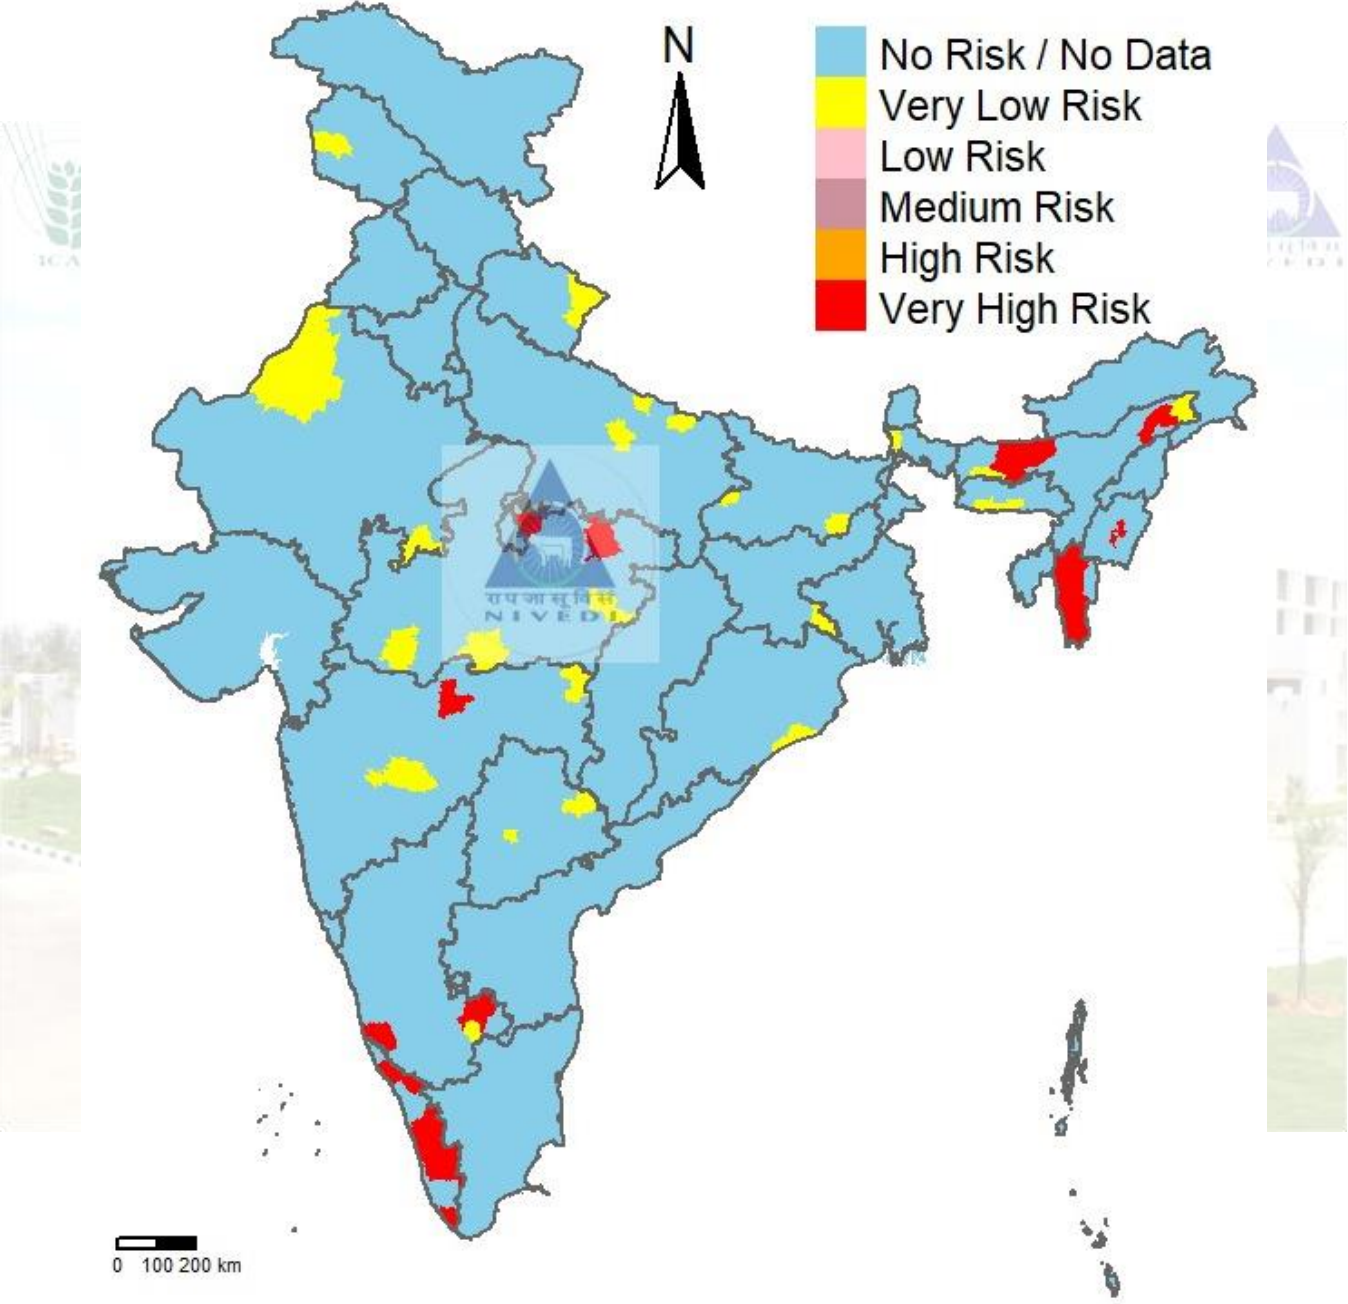 N
No Risk / No Data
Very Low Risk
Low Risk
Medium Risk
High Risk
Very High Risk
NIVEDI
0 100 200 km